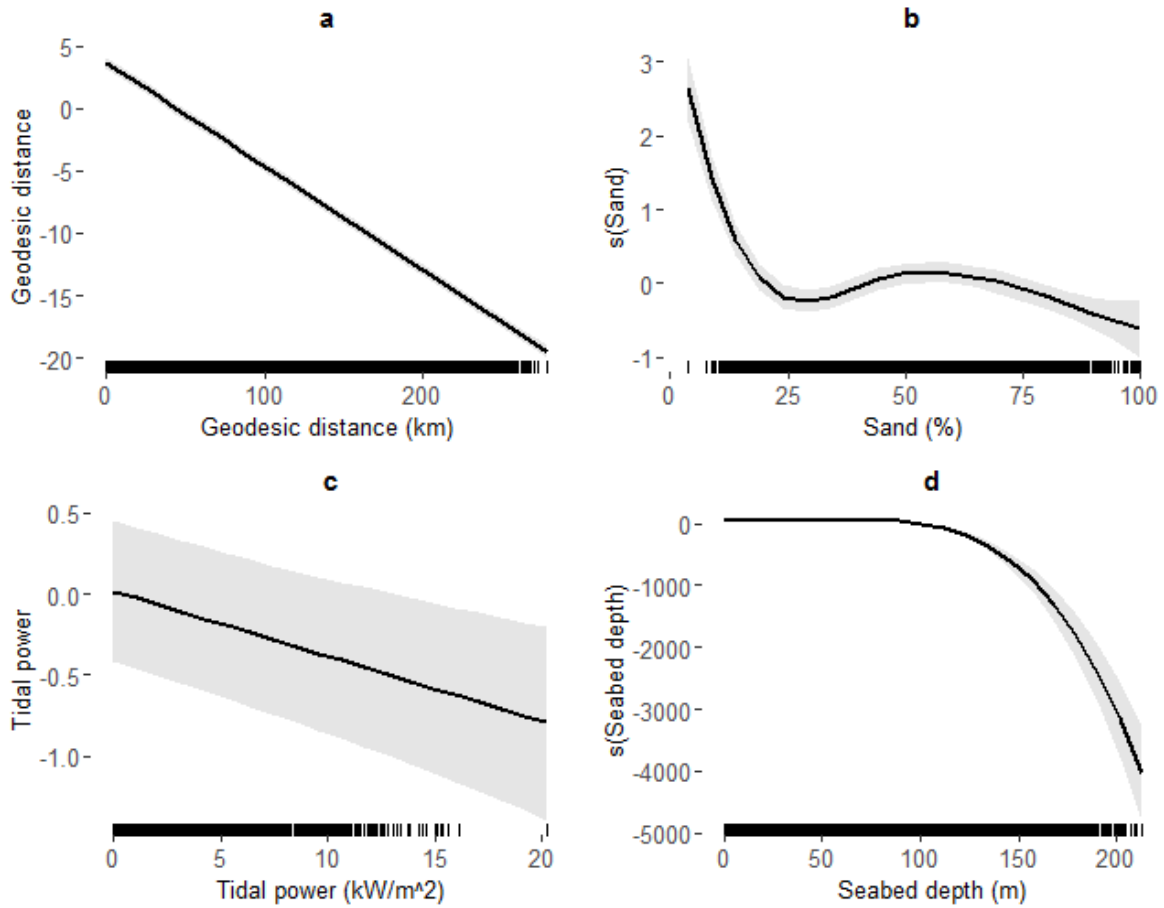 a
Geodesic distance
5
0
-5
-10
-15
-20
0 100 200
Geodesic distance (km)
b
s(Sand)
3
2
1
0
-1
0 25 50 75 100
Sand (%)
c
Tidal power
0.5
0.0
-0.5
-1.0
0 5 10 15 20
Tidal power (kW/m^2)
d
s(Seabed depth)
0
-1000
-2000
-3000
-4000
-5000
0 50 100 150 200
Seabed depth (m)